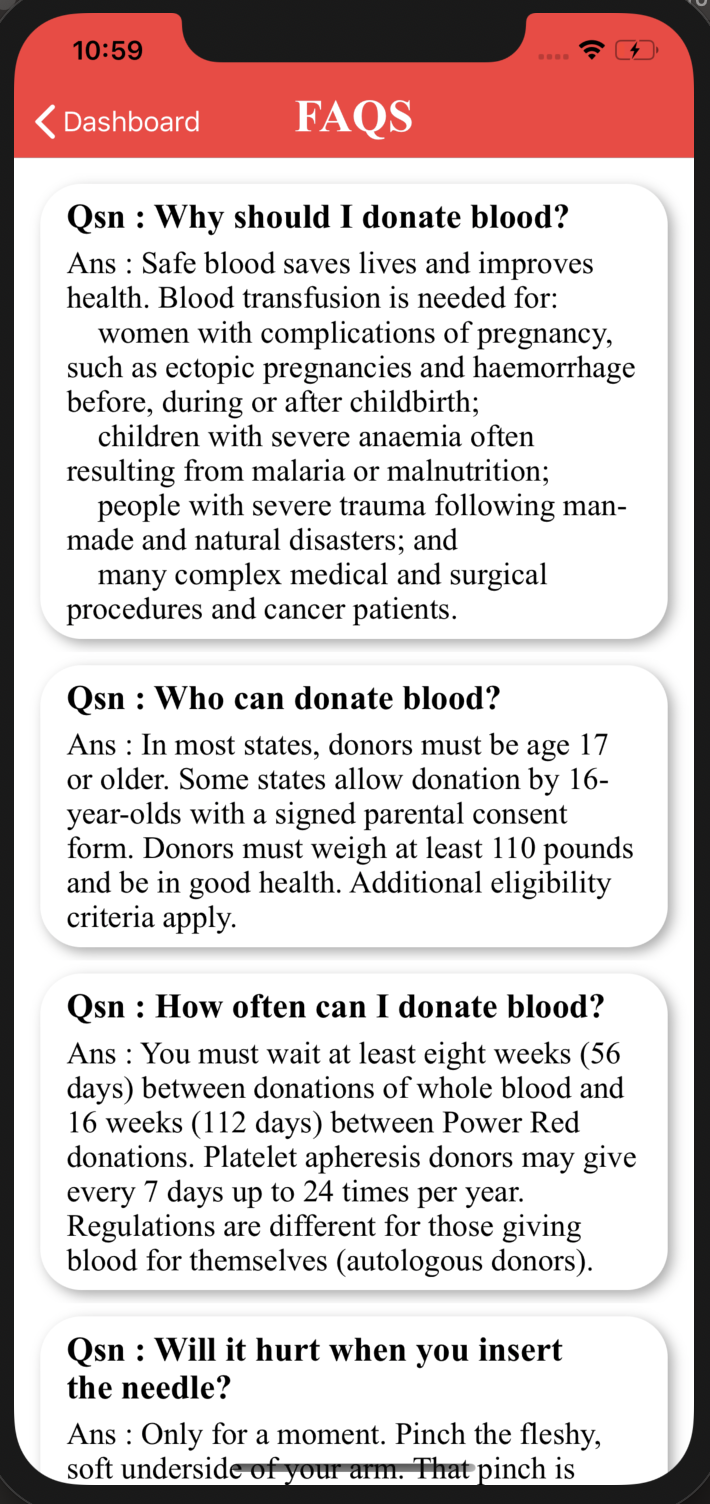 10:59
Dashboard
FAQS
Qsn : Why should I donate blood?
Ans : Safe blood saves lives and improves
health. Blood transfusion is needed for:
women with complications of pregnancy,
such as ectopic pregnancies and haemorrhage
before, during or after childbirth;
children with severe anaemia often
resulting from malaria or malnutrition;
people with severe trauma following man-
made and natural disasters; and
many complex medical and surgical
procedures and cancer patients.
Qsn : Who can donate blood?
Ans : In most states, donors must be age 17
or older. Some states allow donation by 16-
year-olds with a signed parental consent
form. Donors must weigh at least 110 pounds
and be in good health. Additional eligibility
criteria apply.
Qsn : How often can I donate blood?
Ans : You must wait at least eight weeks (56
days) between donations of whole blood and
16 weeks (112 days) between Power Red
donations. Platelet apheresis donors may give
every 7 days up to 24 times per year.
Regulations are different for those giving
blood for themselves (autologous donors).
Qsn : Will it hurt when you insert
the needle?
Ans : Only for a moment. Pinch the fleshy,
soft underside of your arm. That pinch is